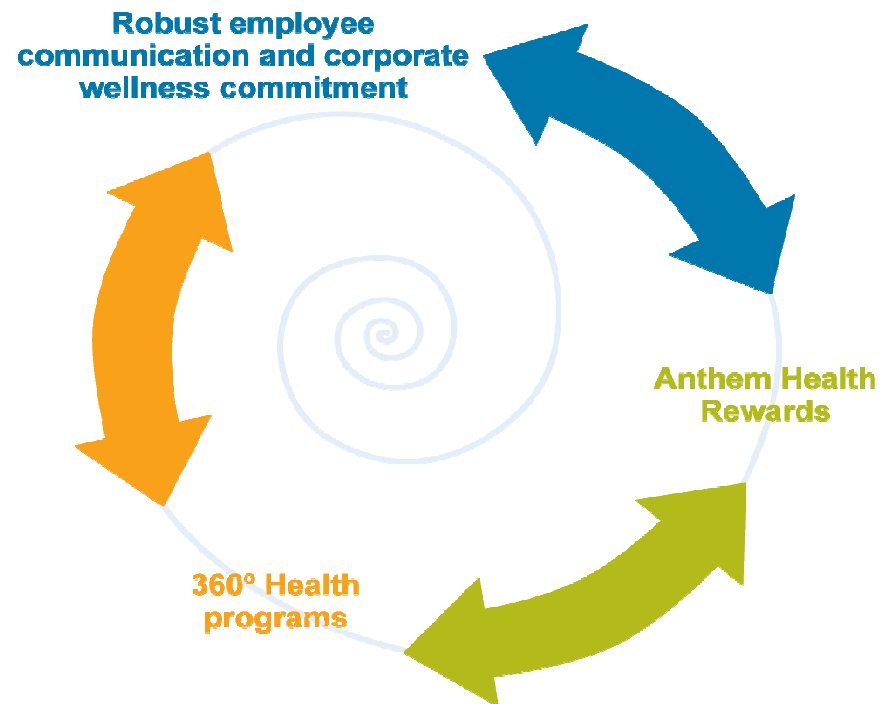 Robust employee
communication and corporate
wellness commitment
Anthem Health
Rewards
360º Health
programs